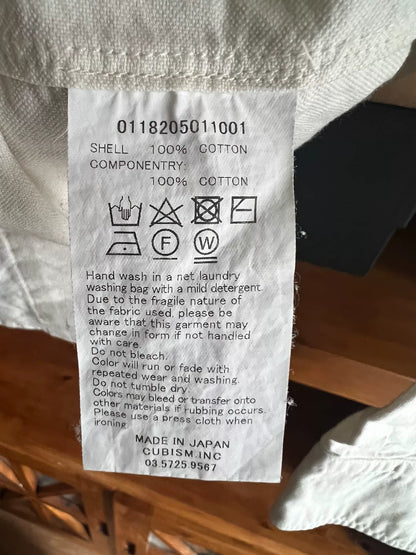 0118205011001
SHELL 100% COTTON
COMPONENTRY:
100% COTTON
F W
Hand wash in a net laundry
washing bag with a mild detergent.
Due to the fragile nature of
the fabric used, please be
aware that this garment may
change in form if not handled
with care.
Do not bleach.
Color will run or fade with
repeated wear and washing.
Do not tumble dry.
Colors may bleed or transfer onto
other materials if rubbing occurs.
Please use a press cloth when
ironing.
MADE IN JAPAN
CUBISM.INC
03.5725.9567